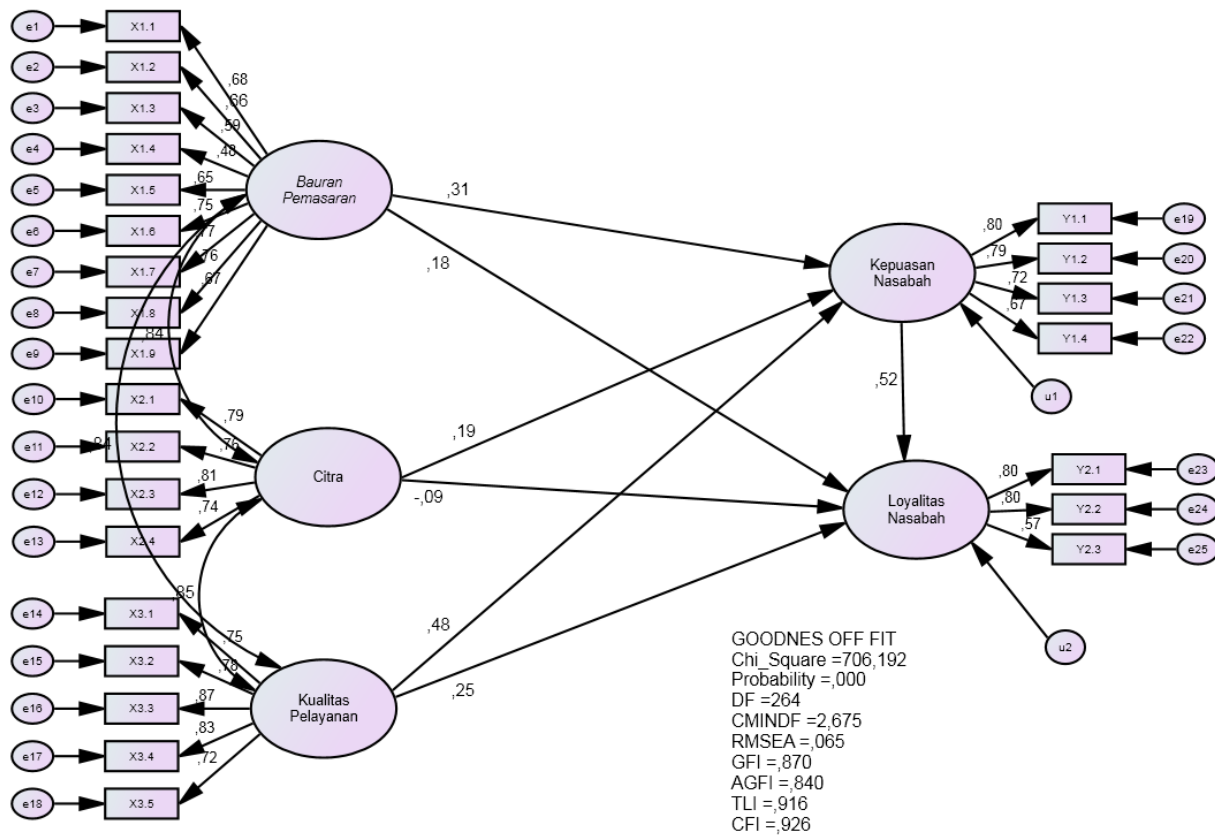 e1
X1.1
e2
X1.2
e3
X1.3
e4
X1.4
e5
X1.5
e6
X1.6
e7
X1.7
e8
X1.8
e9
X1.9
e10
X2.1
e11
X2.2
e12
X2.3
e13
X2.4
e14
X3.1
e15
X3.2
e16
X3.3
e17
X3.4
e18
X3.5
,68
,66
,59
,48
,65
,75
,77
,76
,67
,84
,79
,76
,84
,81
,74
,85
,75
,78
,87
,83
,72
Bauran
Pemasaran
Citra
Kualitas
Pelayanan
,31
,18
,19
-,09
,48
,25
Kepuasan
Nasabah
,52
Loyalitas
Nasabah
,80
,79
,72
,67
Y1.1
e19
Y1.2
e20
Y1.3
e21
Y1.4
e22
u1
,80
,80
,57
Y2.1
e23
Y2.2
e24
Y2.3
e25
u2
GOODNES OFF FIT
Chi_Square =706,192
Probability =,000
DF =264
CMINDF =2,675
RMSEA =,065
GFI =,870
AGFI =,840
TLI =,916
CFI =,926